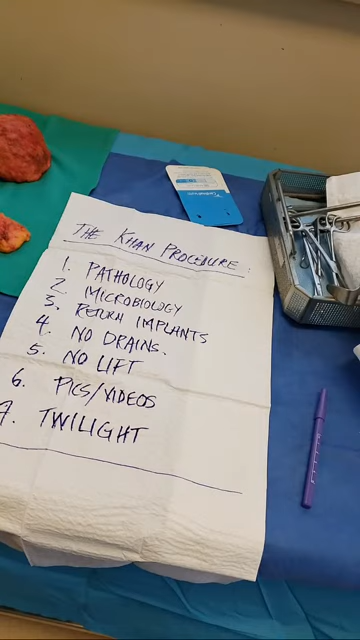 THE KHAN PROCEDURE:
1. PATHOLOGY
2. MICROBIOLOGY
3. RETURN IMPLANTS
4. NO DRAINS.
5. NO LIFT
6. PICS/VIDEOS
7. TWILIGHT